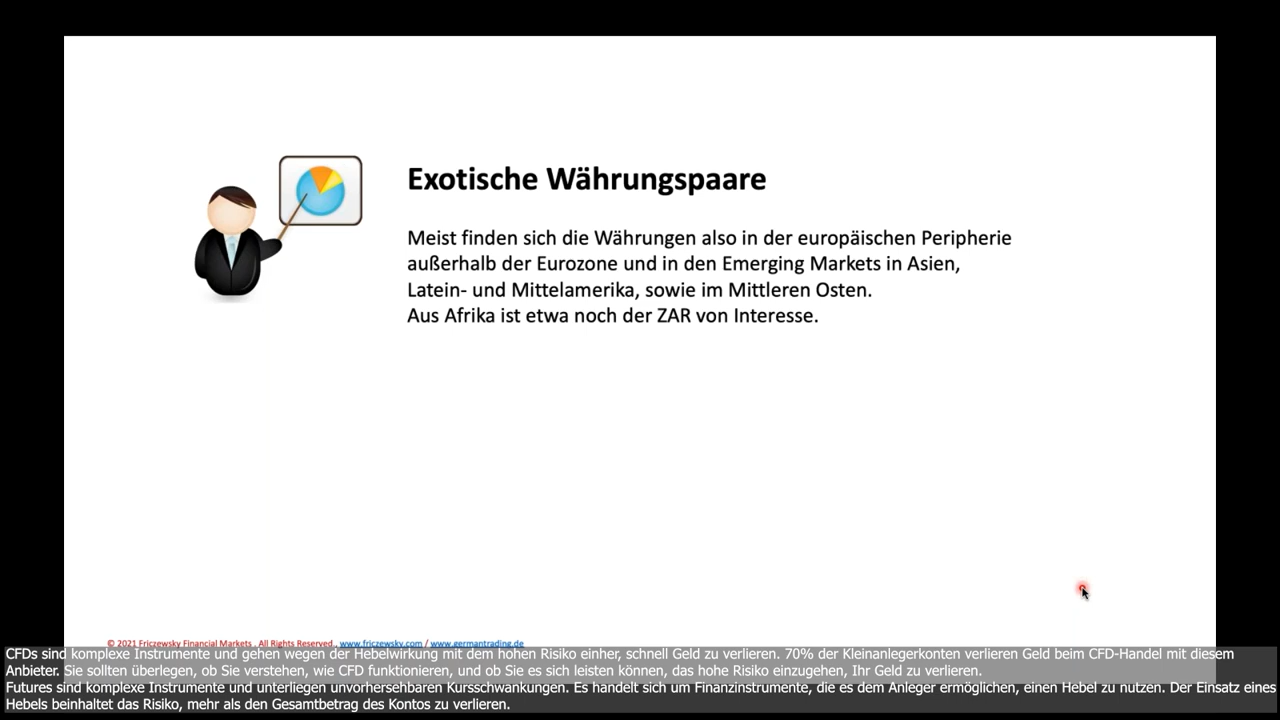 Exotische Währungspaare
Meist finden sich die Währungen also in der europäischen Peripherie
außerhalb der Eurozone und in den Emerging Markets in Asien,
Latein- und Mittelamerika, sowie im Mittleren Osten.
Aus Afrika ist etwa noch der ZAR von Interesse.
© 2021 Friczewsky Financial Markets . All Rights Reserved . www.friczewsky.com / www.germantrading.de
CFDs sind komplexe Instrumente und gehen wegen der Hebelwirkung mit dem hohen Risiko einher, schnell Geld zu verlieren. 70% der Kleinanlegerkonten verlieren Geld beim CFD-Handel mit diesem
Anbieter. Sie sollten überlegen, ob Sie verstehen, wie CFD funktionieren, und ob Sie es sich leisten können, das hohe Risiko einzugehen, Ihr Geld zu verlieren.
Futures sind komplexe Instrumente und unterliegen unvorhersehbaren Kursschwankungen. Es handelt sich um Finanzinstrumente, die es dem Anleger ermöglichen, einen Hebel zu nutzen. Der Einsatz eines
Hebels beinhaltet das Risiko, mehr als den Gesamtbetrag des Kontos zu verlieren.